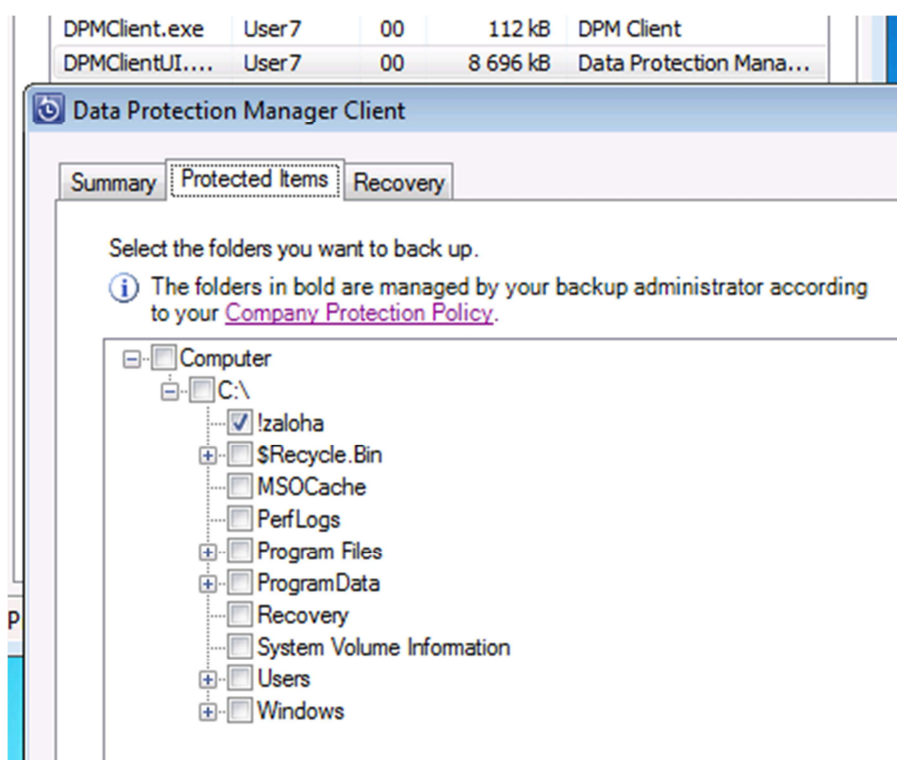 DPMClient.exe User7 00 112 kB DPM Client
DPMClientUI.... User7 00 8 696 kB Data Protection Mana...
Data Protection Manager Client
Summary Protected Items Recovery
Select the folders you want to back up.
The folders in bold are managed by your backup administrator according
to your Company Protection Policy.
Computer
C:\
!zaloha
$Recycle.Bin
MSOCache
PerfLogs
Program Files
ProgramData
Recovery
P
System Volume Information
Users
Windows